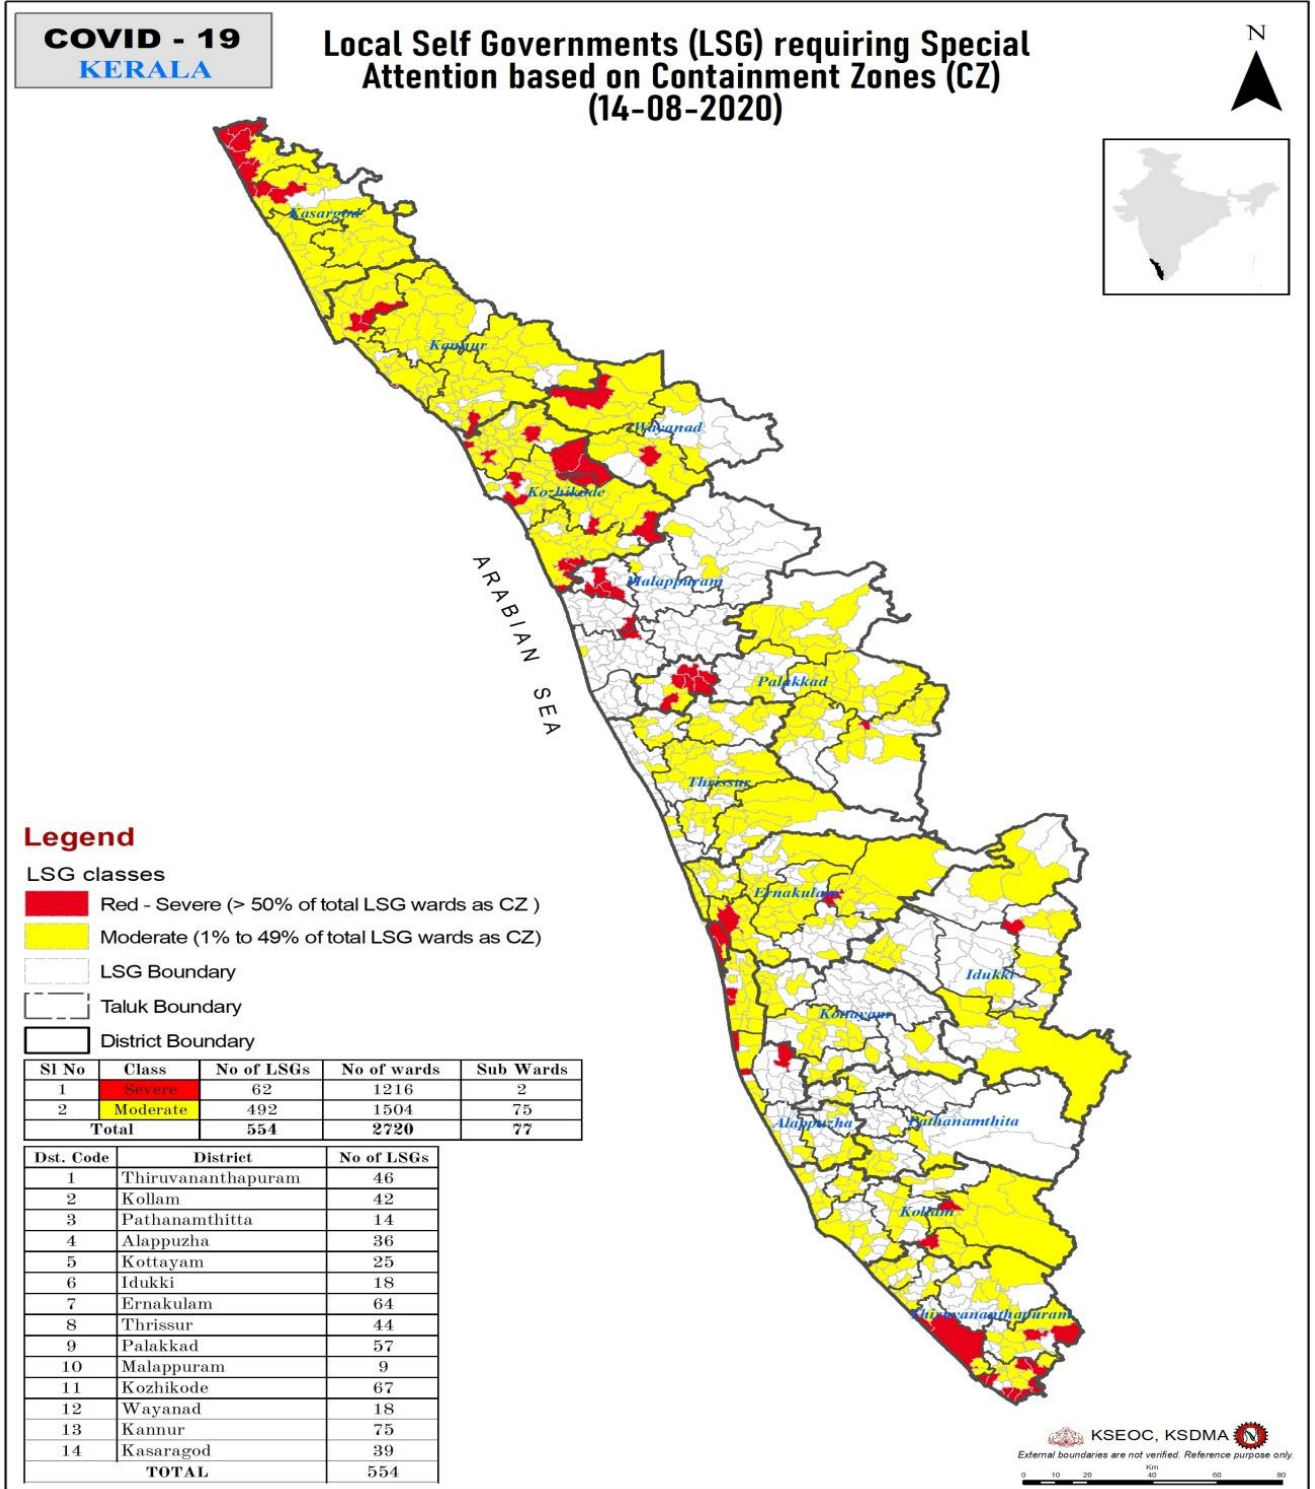 COVID - 19
KERALA
Local Self Governments (LSG) requiring Special
Attention based on Containment Zones (CZ)
(14-08-2020)
N
Kasargod
Kannur
Wayanad
Kozhikode
Malappuram
ARABIAN SEA
Palakkad
Thrissur
Ernakulam
Idukki
Kottayam
Alappuzha
Pathanamthita
Kollam
Thiruvananthapuram
Legend
LSG classes
Red - Severe (> 50% of total LSG wards as CZ )
Moderate (1% to 49% of total LSG wards as CZ)
LSG Boundary
Taluk Boundary
District Boundary
Sl No Class No of LSGs No of wards Sub Wards
1 Severe 62 1216 2
2 Moderate 492 1504 75
Total 554 2720 77
Dst. Code District No of LSGs
1 Thiruvananthapuram 46
2 Kollam 42
3 Pathanamthitta 14
4 Alappuzha 36
5 Kottayam 25
6 Idukki 18
7 Ernakulam 64
8 Thrissur 44
9 Palakkad 57
10 Malappuram 9
11 Kozhikode 67
12 Wayanad 18
13 Kannur 75
14 Kasaragod 39
TOTAL 554
KSEOC, KSDMA
External boundaries are not verified. Reference purpose only.
Km
0 10 20 40 60 80